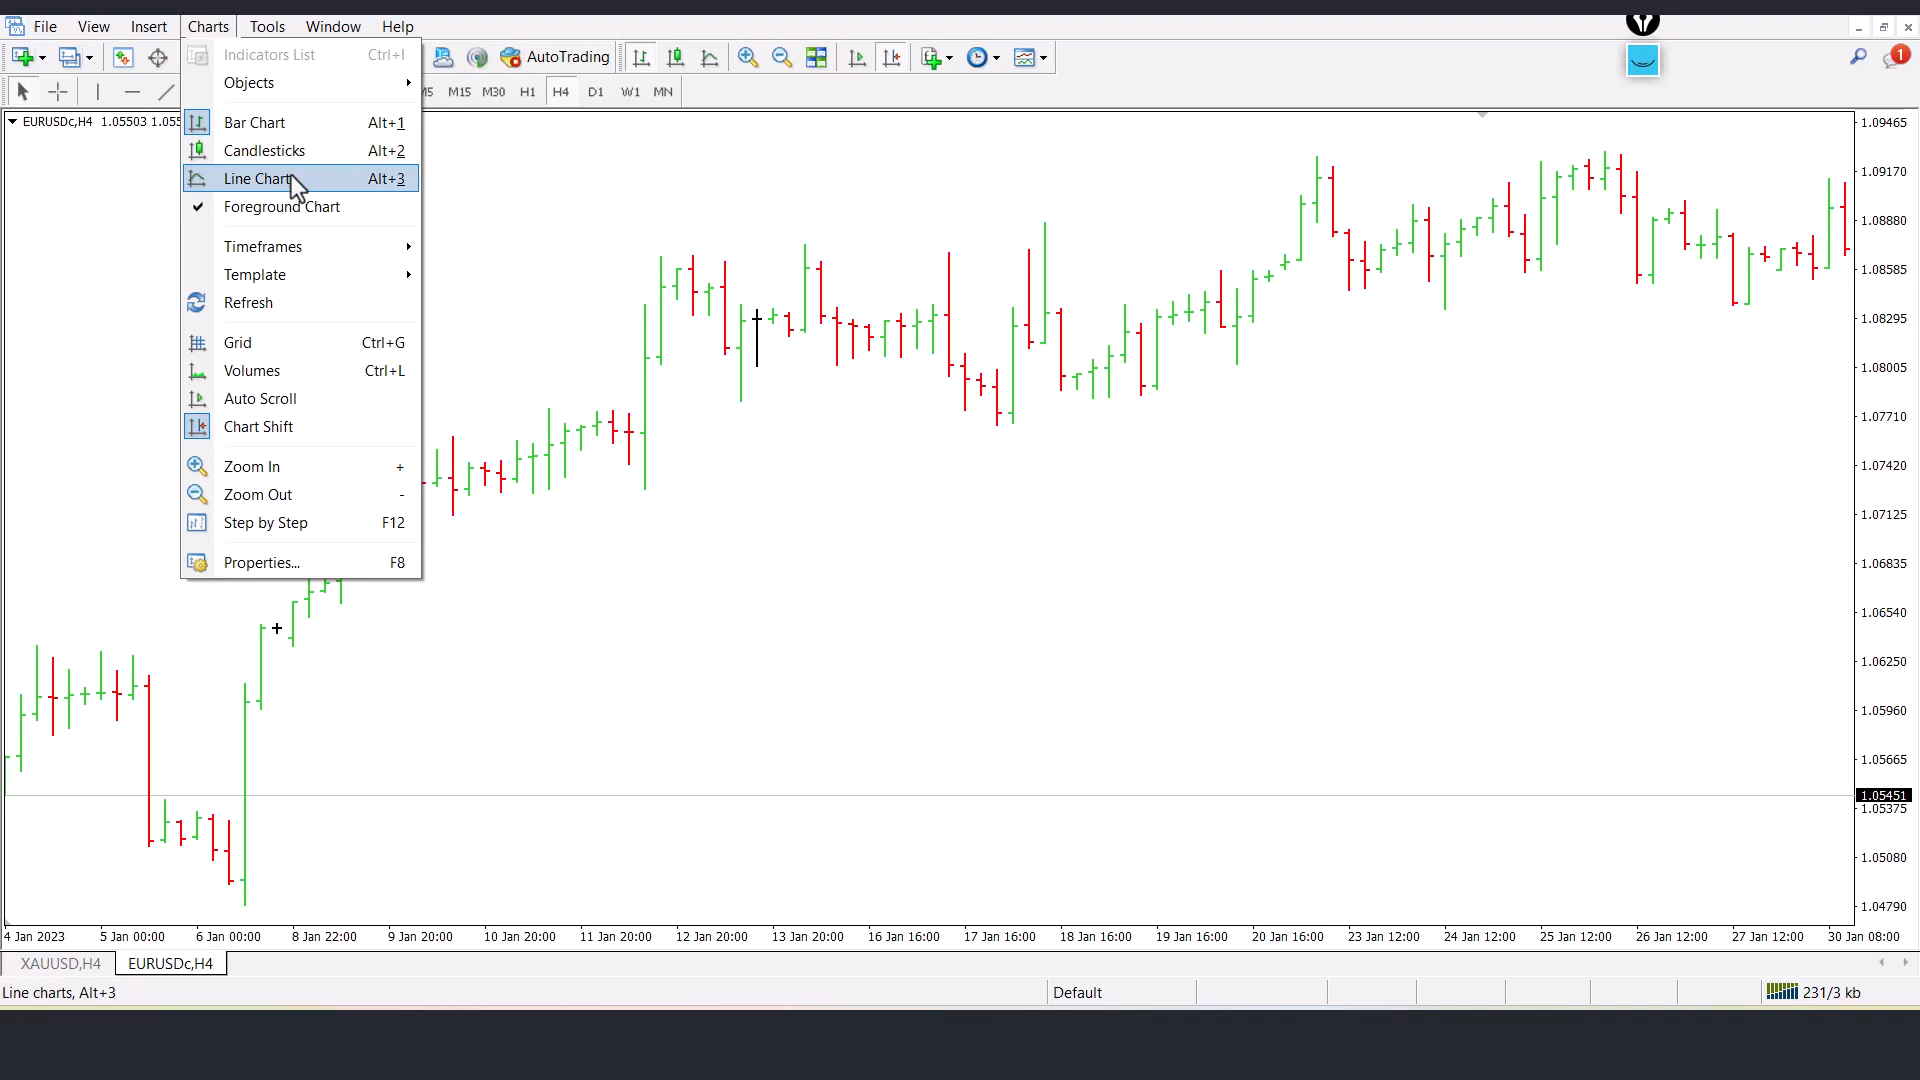 File View Insert Charts Tools Window Help
AutoTrading
1
M15 M30 H1 H4 D1 W1 MN
EURUSDc,H4 1.05503
Indicators List Ctrl+I
Objects
Bar Chart Alt+1
Candlesticks Alt+2
Line Chart Alt+3
Foreground Chart
Timeframes
Template
Refresh
Grid Ctrl+G
Volumes Ctrl+L
Auto Scroll
Chart Shift
Zoom In +
Zoom Out -
Step by Step F12
Properties... F8
1.09465
1.09170
1.08880
1.08585
1.08295
1.08005
1.07710
1.07420
1.07125
1.06835
1.06540
1.06250
1.05960
1.05665
1.05451
1.05375
1.05080
1.04790
4 Jan 2023 5 Jan 00:00 6 Jan 00:00 8 Jan 22:00 9 Jan 20:00 10 Jan 20:00 11 Jan 20:00 12 Jan 20:00 13 Jan 20:00 16 Jan 16:00 17 Jan 16:00 18 Jan 16:00 19 Jan 16:00 20 Jan 16:00 23 Jan 12:00 24 Jan 12:00 25 Jan 12:00 26 Jan 12:00 27 Jan 12:00 30 Jan 08:00
XAUUSD,H4 EURUSDc,H4
Line charts, Alt+3 Default 231/3 kb